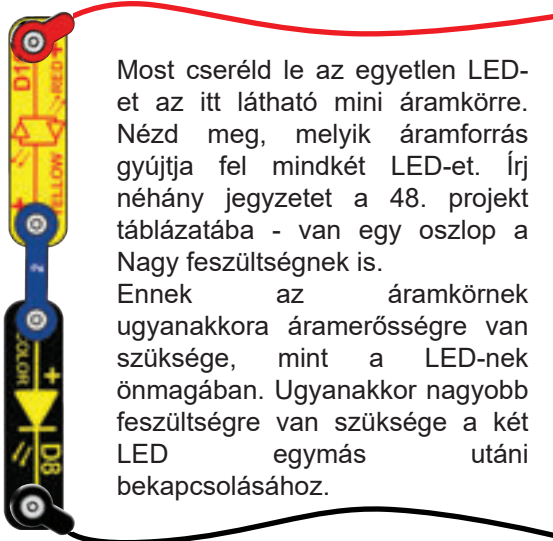 D1
RED +
YELLOW
+
2
COLOR
+
D8
Most cseréld le az egyetlen LED-
et az itt látható mini áramkörre.
Nézd meg, melyik áramforrás
gyújtja fel mindkét LED-et. Írj
néhány jegyzetet a 48. projekt
táblázatába - van egy oszlop a
Nagy feszültségnek is.
Ennek az áramkörnek
ugyanakkora áramerősségre van
szüksége, mint a LED-nek
önmagában. Ugyanakkor nagyobb
feszültségre van szüksége a két
LED egymás utáni
bekapcsolásához.